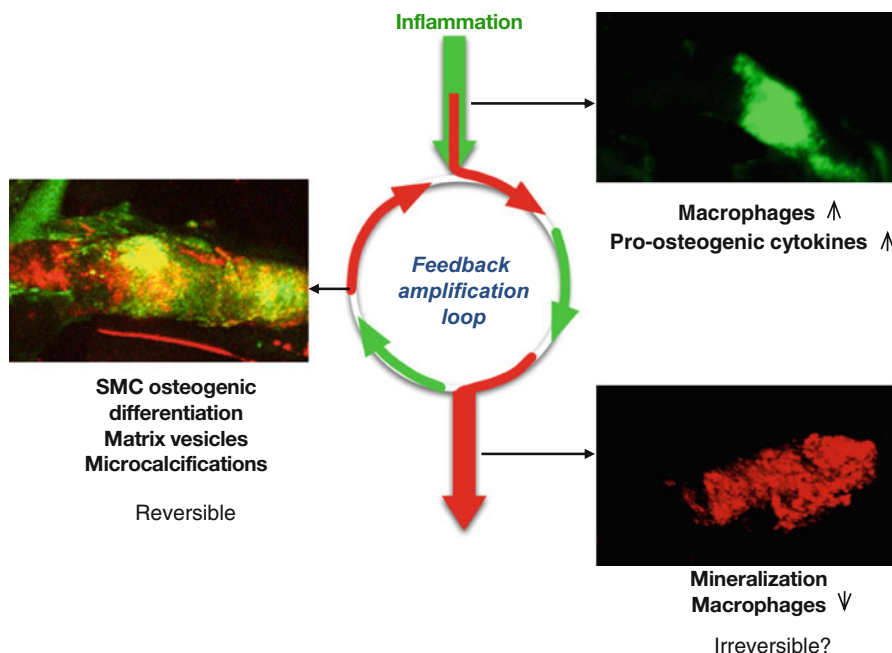 Inflammation
Macrophages
Pro-osteogenic cytokines
Feedback
amplification
loop
SMC osteogenic
differentiation
Matrix vesicles
Microcalcifications
Reversible
Mineralization
Macrophages
Irreversible?